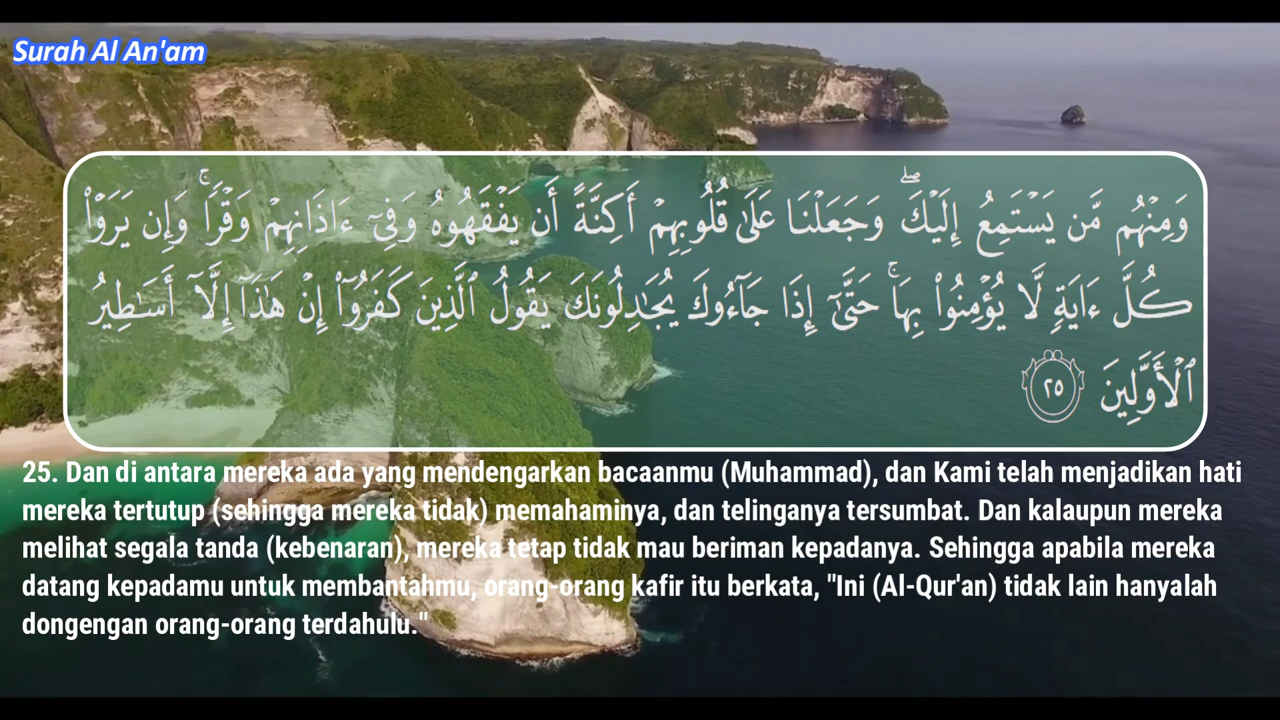 Surah Al An'am
وَمِنْهُم مَّن يَسْتَمِعُ إِلَيْكَ ۖ وَجَعَلْنَا عَلَىٰ قُلُوبِهِمْ أَكِنَّةً أَن يَفْقَهُوهُ وَفِىٓ ءَاذَانِهِمْ وَقْرًا ۚ وَإِن يَرَوْا۟
كُلَّ ءَايَةٍ لَّا يُؤْمِنُوا۟ بِهَا ۚ حَتَّىٰٓ إِذَا جَآءُوكَ يُجَـٰدِلُونَكَ يَقُولُ ٱلَّذِينَ كَفَرُوٓا۟ إِنْ هَـٰذَآ إِلَّآ أَسَـٰطِيرُ
ٱلْأَوَّلِينَ ٢٥
25. Dan di antara mereka ada yang mendengarkan bacaanmu (Muhammad), dan Kami telah menjadikan hati
mereka tertutup (sehingga mereka tidak) memahaminya, dan telinganya tersumbat. Dan kalaupun mereka
melihat segala tanda (kebenaran), mereka tetap tidak mau beriman kepadanya. Sehingga apabila mereka
datang kepadamu untuk membantahmu, orang-orang kafir itu berkata, "Ini (Al-Qur'an) tidak lain hanyalah
dongengan orang-orang terdahulu."